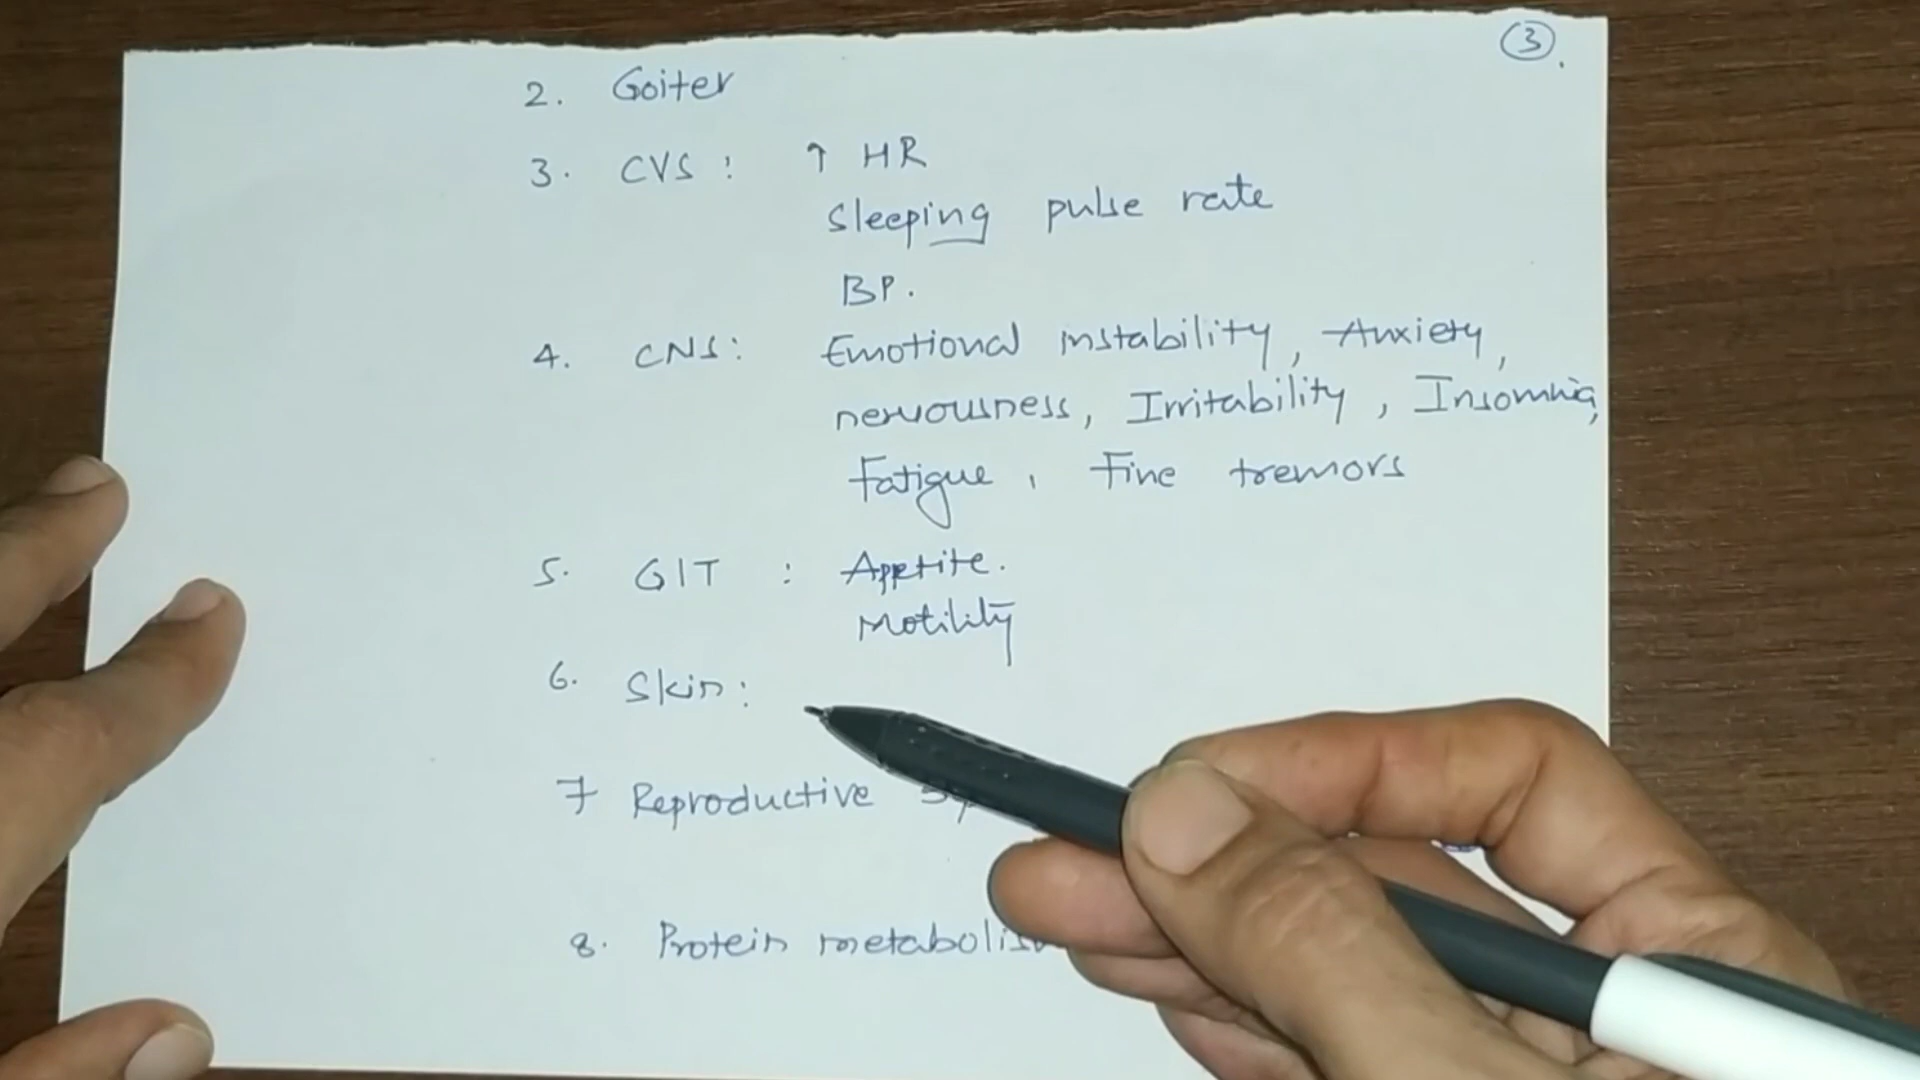 3.
2. Goiter
3. CVS: ↑ HR
Sleeping pulse rate
BP.
4. CNS: Emotional instability, Anxiety,
nervousness, Irritability, Insomnia,
Fatigue, Fine tremors
5. GIT : Appetite.
Motility
6. Skin:
7 Reproductive
8. Protein